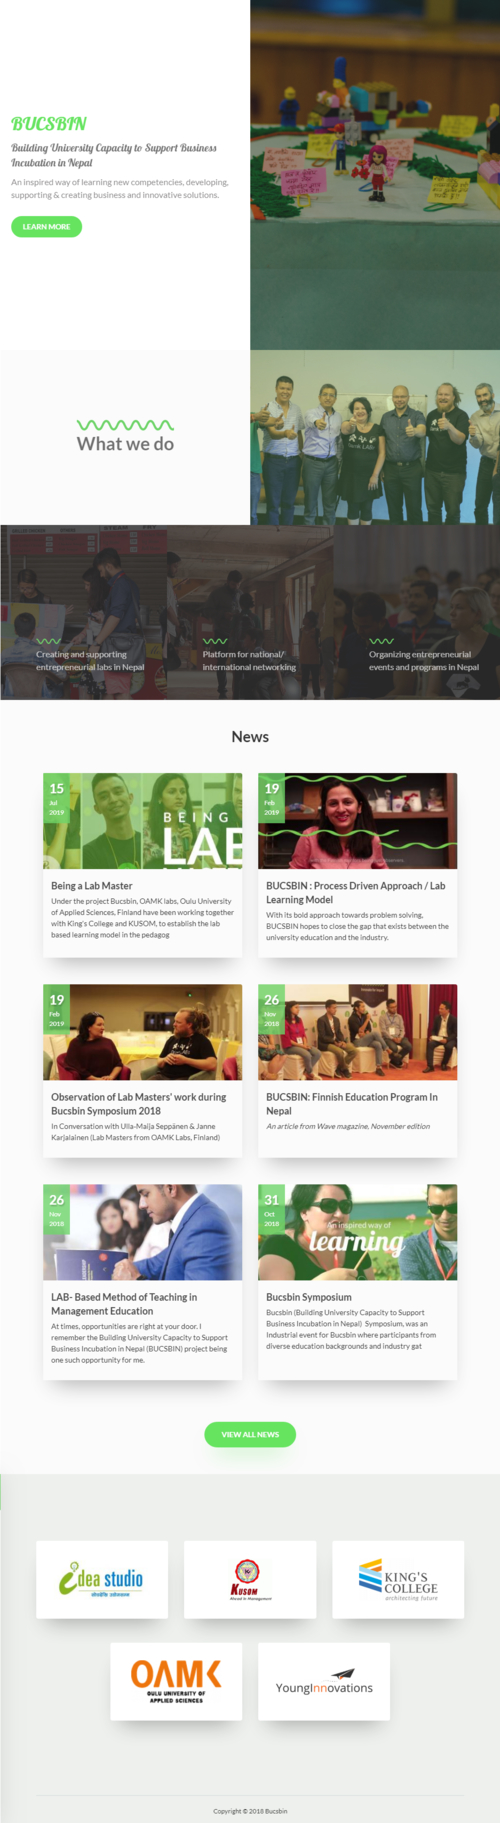 BUCSBIN
Building University Capacity to Support Business
Incubation in Nepal
An inspired way of learning new competencies, developing,
supporting & creating business and innovative solutions.
LEARN MORE
What we do
Creating and supporting
entrepreneurial labs in Nepal
Platform for national/
International networking
Organizing entrepreneurial
events and programs in Nepal
News
15
Jul
2019
BEING
LAB
Being a Lab Master
Under the project Bucsbin, OAMK labs, Oulu University
of Applied Sciences, Finland have been working together
with King's College and KUSOM, to establish the lab
based learning model in the pedagog
19
Feb
2019
BUCSBIN : Process Driven Approach / Lab
Learning Model
With its bold approach towards problem solving,
BUCSBIN hopes to close the gap that exists between the
university education and the industry.
19
Feb
2019
Observation of Lab Masters' work during
Bucsbin Symposium 2018
In Conversation with Ulla-Maija Seppänen & Janne
Karjalainen (Lab Masters from OAMK Labs, Finland)
26
Nov
2018
BUCSBIN: Finnish Education Program In
Nepal
An article from Wave magazine, November edition
26
Nov
2018
LAB- Based Method of Teaching in
Management Education
At times, opportunities are right at your door. I
remember the Building University Capacity to Support
Business Incubation in Nepal (BUCSBIN) project being
one such opportunity for me.
31
Oct
2018
An inspired way of
learning
Bucsbin Symposium
Bucsbin (Building University Capacity to Support
Business Incubation in Nepal) Symposium, was an
Industrial event for Bucsbin where participants from
diverse education backgrounds and industry gat
VIEW ALL NEWS
idea studio
KUSOM
Ahead in Management
KING'S
COLLEGE
architecting future
OAMK
OULU UNIVERSITY OF
APPLIED SCIENCES
YoungInnovations
Copyright © 2018 Bucsbin